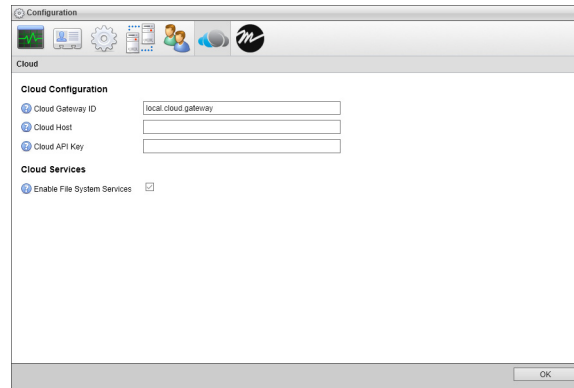 Configuration
Cloud
Cloud Configuration
Cloud Gateway ID local.cloud.gateway
Cloud Host
Cloud API Key
Cloud Services
Enable File System Services
OK